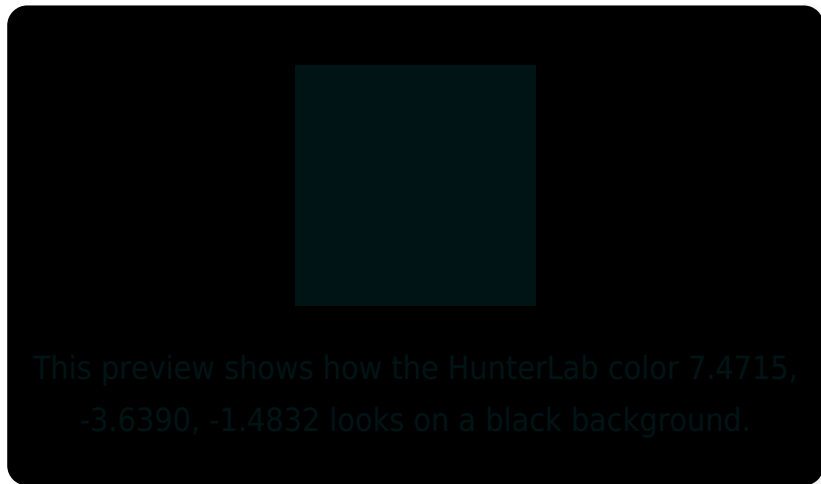 This preview shows how the HunterLab color 7.4715,
-3.6390, -1.4832 looks on a black background.